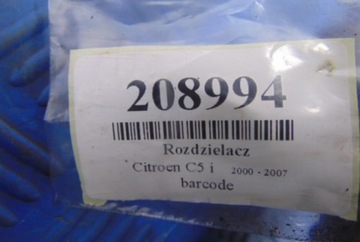 208994
Rozdzielacz
Citroen C5 i 2000 - 2007
barcode